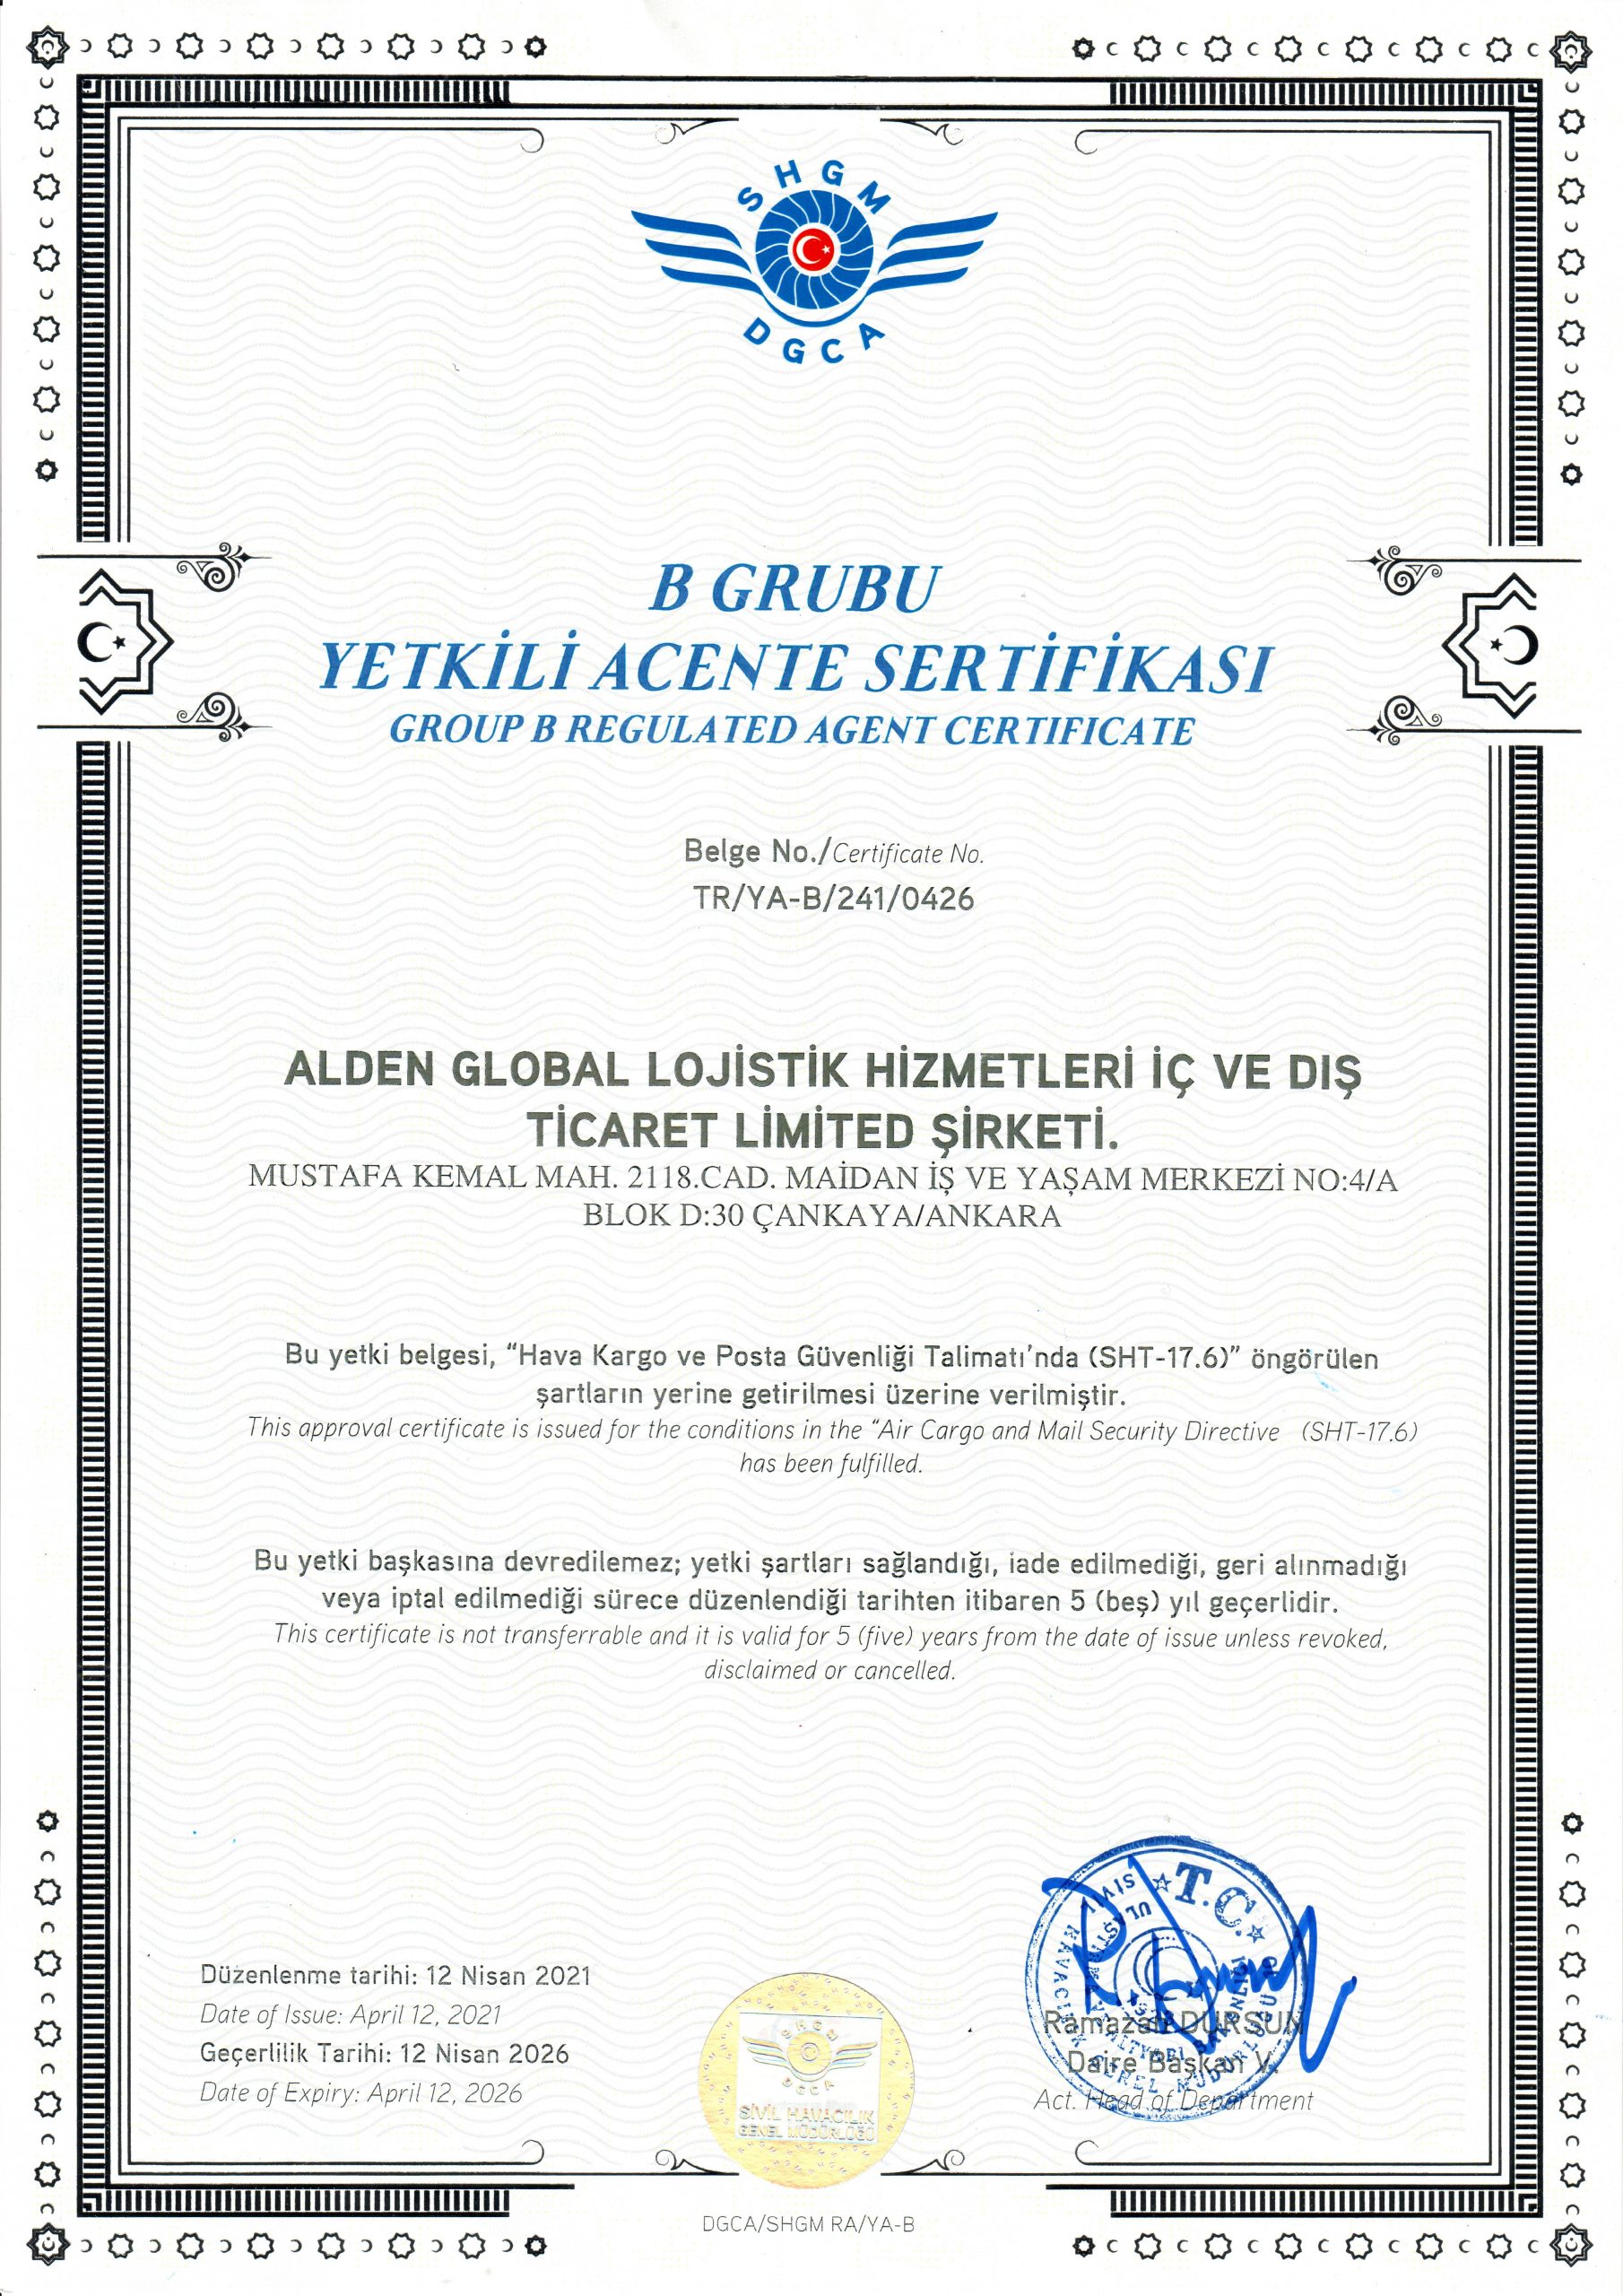 SHGM
DGCA
B GRUBU
YETKİLİ ACENTE SERTİFİKASI
GROUP B REGULATED AGENT CERTIFICATE
Belge No./Certificate No.
TR/YA-B/241/0426
ALDEN GLOBAL LOJİSTİK HİZMETLERİ İÇ VE DIŞ
TİCARET LİMİTED ŞİRKETİ.
MUSTAFA KEMAL MAH. 2118.CAD. MAİDAN İŞ VE YAŞAM MERKEZİ NO:4/A
BLOK D:30 ÇANKAYA/ANKARA
Bu yetki belgesi, “Hava Kargo ve Posta Güvenliği Talimatı’nda (SHT-17.6)” öngörülen
şartların yerine getirilmesi üzerine verilmiştir.
This approval certificate is issued for the conditions in the “Air Cargo and Mail Security Directive (SHT-17.6)
has been fulfilled.
Bu yetki başkasına devredilemez; yetki şartları sağlandığı, iade edilmediği, geri alınmadığı
veya iptal edilmediği sürece düzenlendiği tarihten itibaren 5 (beş) yıl geçerlidir.
This certificate is not transferrable and it is valid for 5 (five) years from the date of issue unless revoked,
disclaimed or cancelled.
Düzenlenme tarihi: 12 Nisan 2021
Date of Issue: April 12, 2021
Geçerlilik Tarihi: 12 Nisan 2026
Date of Expiry: April 12, 2026
SHGM
DGCA
SİVİL HAVACILIK
GENEL MÜDÜRLÜĞÜ
T.C.
Ramazan DURSUN
Daire Başkan V.
Act. Head of Department
DGCA/SHGM RA/YA-B